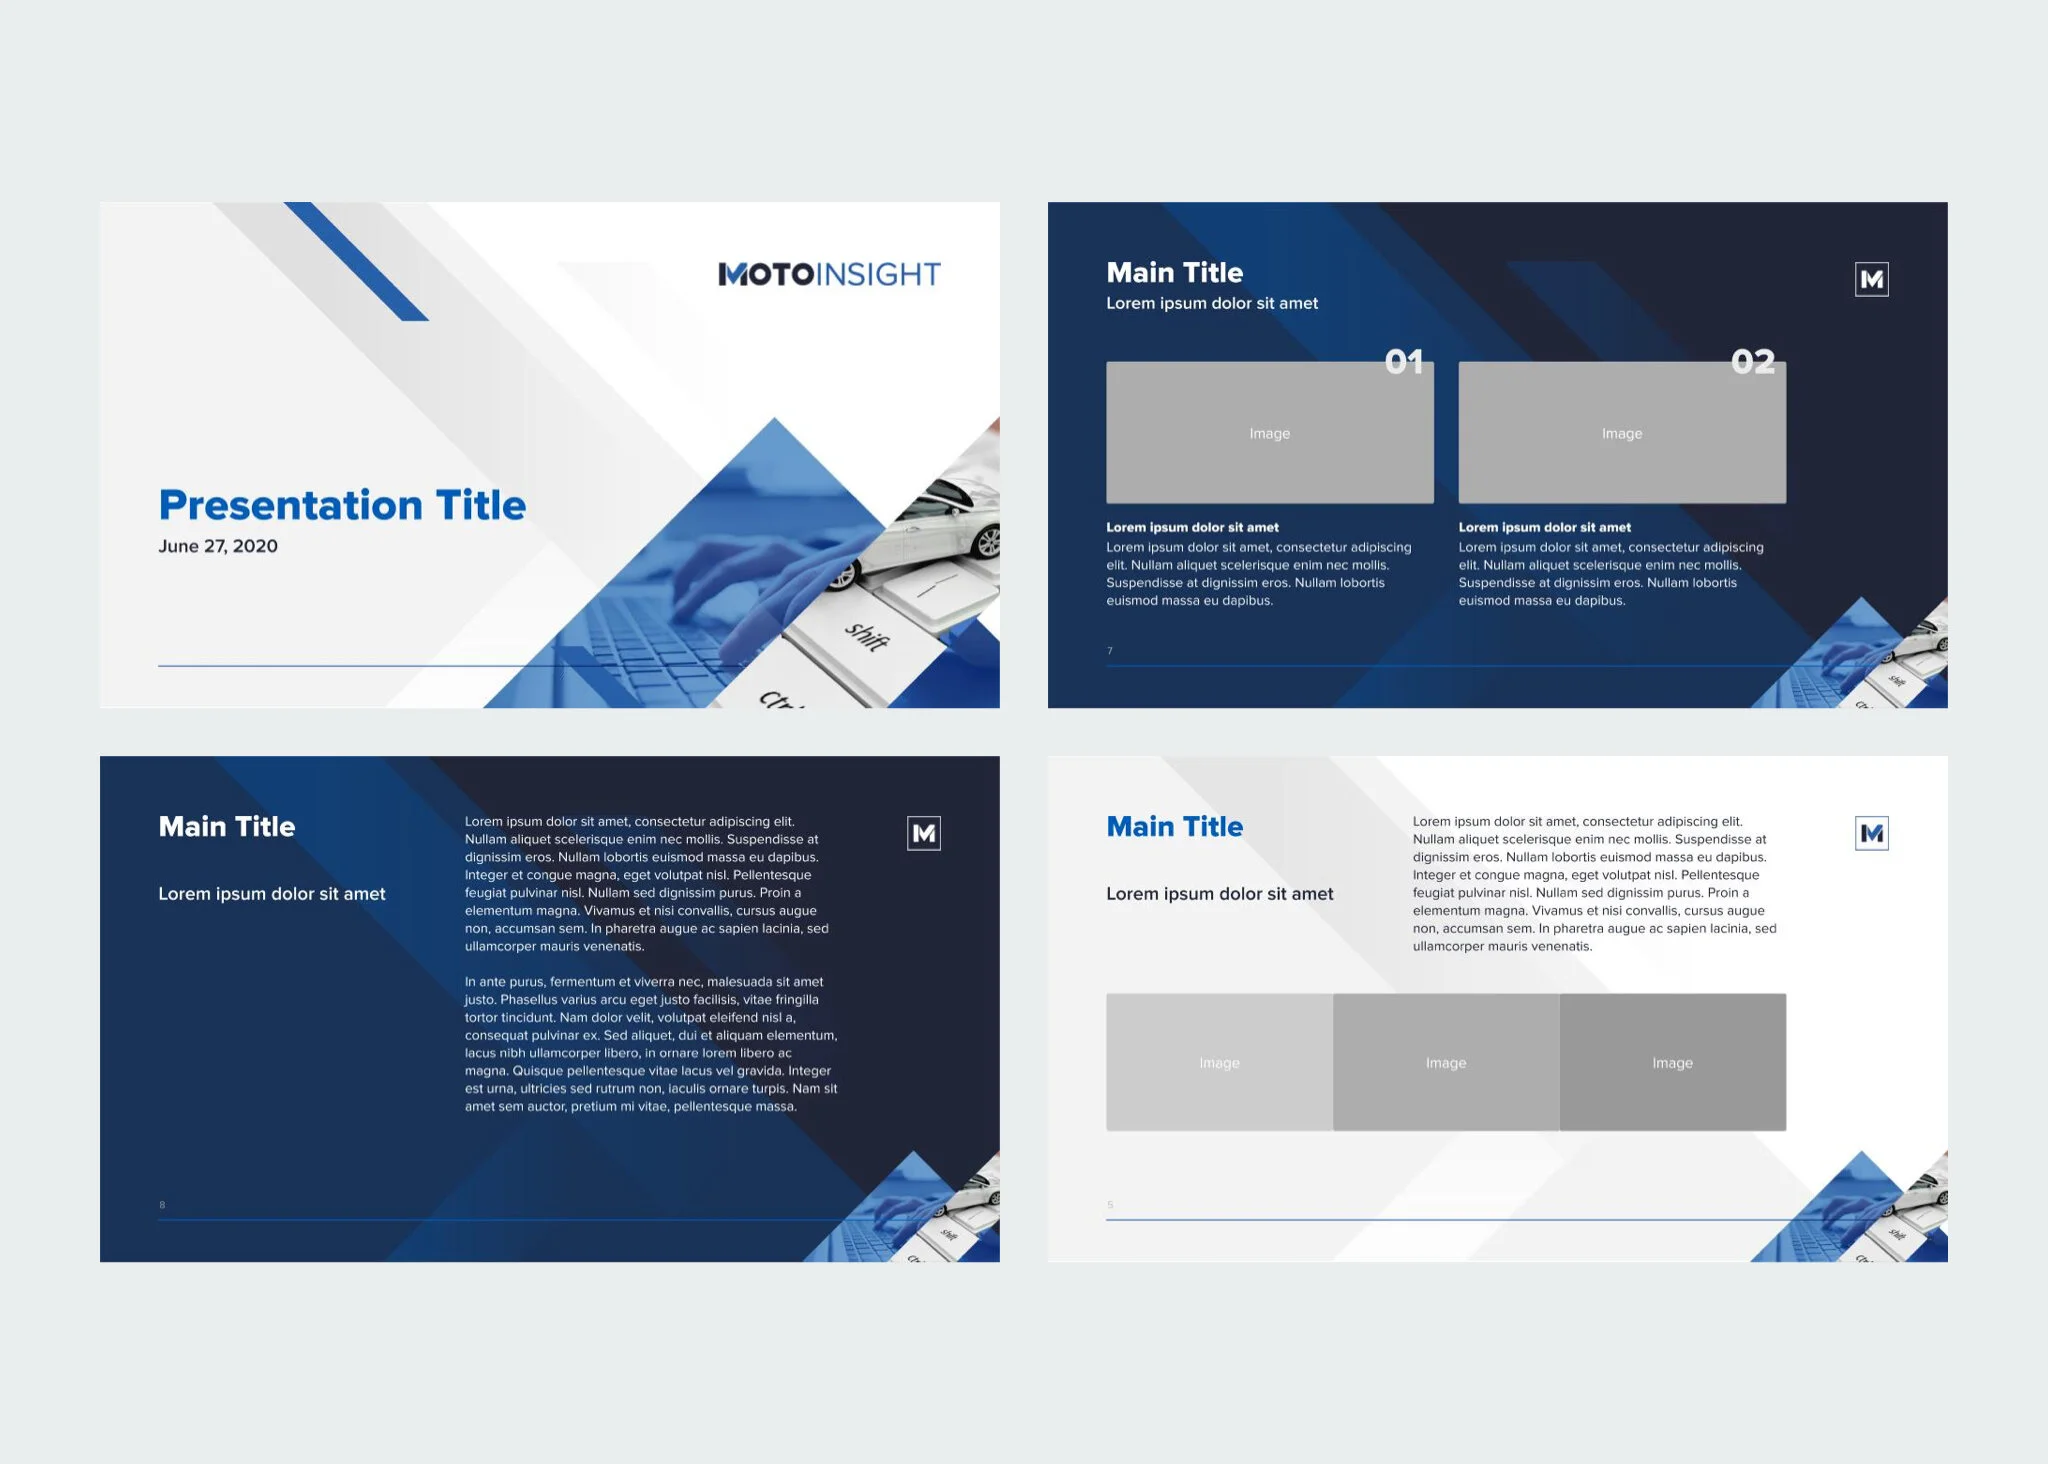 MOTOINSIGHT
Presentation Title
June 27, 2020
shift
ctrl
Main Title
Lorem ipsum dolor sit amet
M
01
02
Image
Image
Lorem ipsum dolor sit amet
Lorem ipsum dolor sit amet, consectetur adipiscing
elit. Nullam aliquet scelerisque enim nec mollis.
Suspendisse at dignissim eros. Nullam lobortis
euismod massa eu dapibus.
Lorem ipsum dolor sit amet
Lorem ipsum dolor sit amet, consectetur adipiscing
elit. Nullam aliquet scelerisque enim nec mollis.
Suspendisse at dignissim eros. Nullam lobortis
euismod massa eu dapibus.
7
shift
Main Title
Lorem ipsum dolor sit amet
Lorem ipsum dolor sit amet, consectetur adipiscing elit.
Nullam aliquet scelerisque enim nec mollis. Suspendisse at
dignissim eros. Nullam lobortis euismod massa eu dapibus.
Integer et congue magna, eget volutpat nisl. Pellentesque
feugiat pulvinar nisl. Nullam sed dignissim purus. Proin a
elementum magna. Vivamus et nisi convallis, cursus augue
non, accumsan sem. In pharetra augue ac sapien lacinia, sed
ullamcorper mauris venenatis.
In ante purus, fermentum et viverra nec, malesuada sit amet
justo. Phasellus varius arcu eget justo facilisis, vitae fringilla
tortor tincidunt. Nam dolor velit, volutpat eleifend nisl a,
consequat pulvinar ex. Sed aliquet, dui et aliquam elementum,
lacus nibh ullamcorper libero, in ornare lorem libero ac
magna. Quisque pellentesque vitae lacus vel gravida. Integer
est urna, ultricies sed rutrum non, iaculis ornare turpis. Nam sit
amet sem auctor, pretium mi vitae, pellentesque massa.
M
8
shift
Main Title
Lorem ipsum dolor sit amet
Lorem ipsum dolor sit amet, consectetur adipiscing elit.
Nullam aliquet scelerisque enim nec mollis. Suspendisse at
dignissim eros. Nullam lobortis euismod massa eu dapibus.
Integer et congue magna, eget volutpat nisl. Pellentesque
feugiat pulvinar nisl. Nullam sed dignissim purus. Proin a
elementum magna. Vivamus et nisi convallis, cursus augue
non, accumsan sem. In pharetra augue ac sapien lacinia, sed
ullamcorper mauris venenatis.
M
Image
Image
Image
5
shift